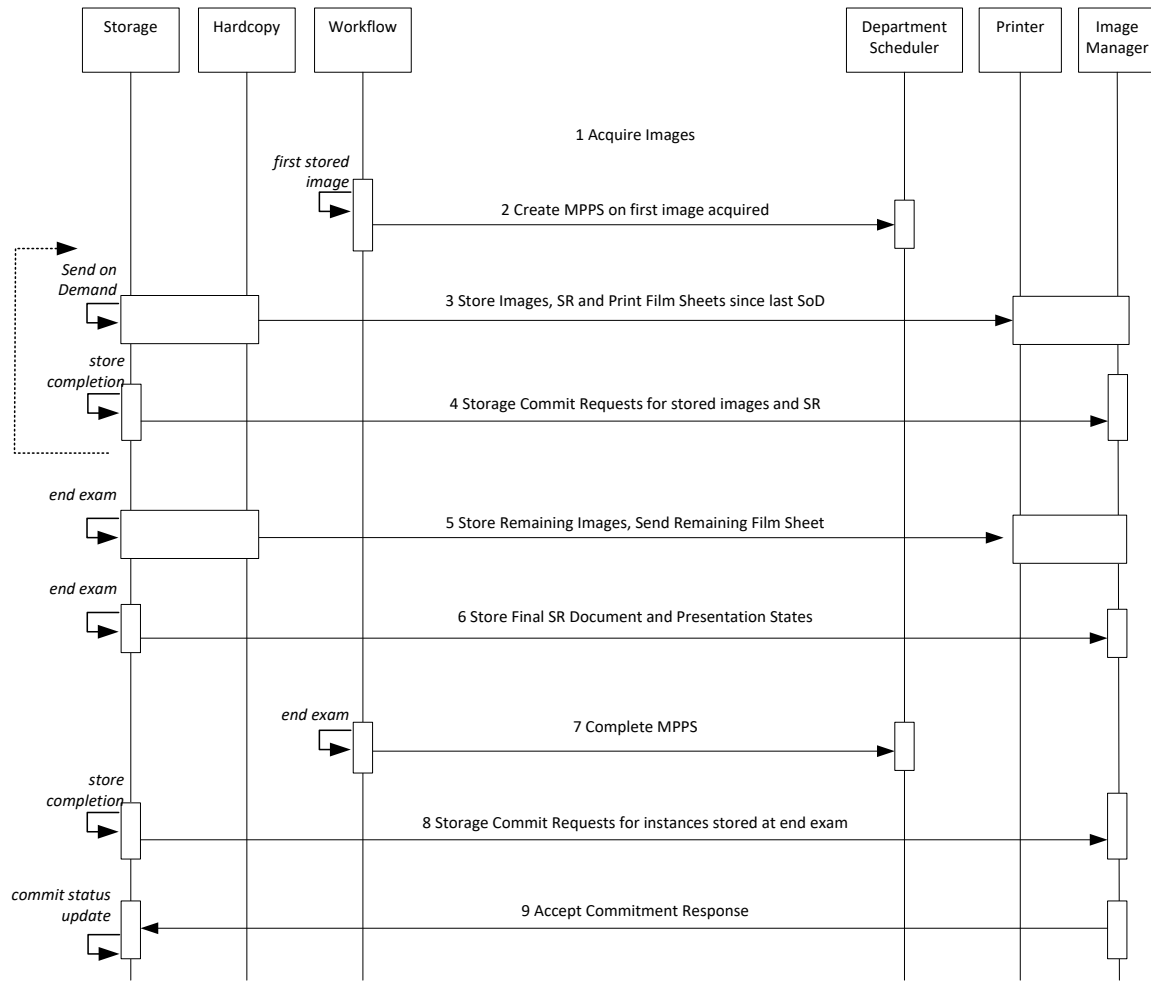 Storage
Hardcopy
Workflow
Department
Scheduler
Printer
Image
Manager
1 Acquire Images
first stored
image
2 Create MPPS on first image acquired
Send on
Demand
3 Store Images, SR and Print Film Sheets since last SoD
store
completion
4 Storage Commit Requests for stored images and SR
end exam
5 Store Remaining Images, Send Remaining Film Sheet
end exam
6 Store Final SR Document and Presentation States
end exam
7 Complete MPPS
store
completion
8 Storage Commit Requests for instances stored at end exam
commit status
update
9 Accept Commitment Response